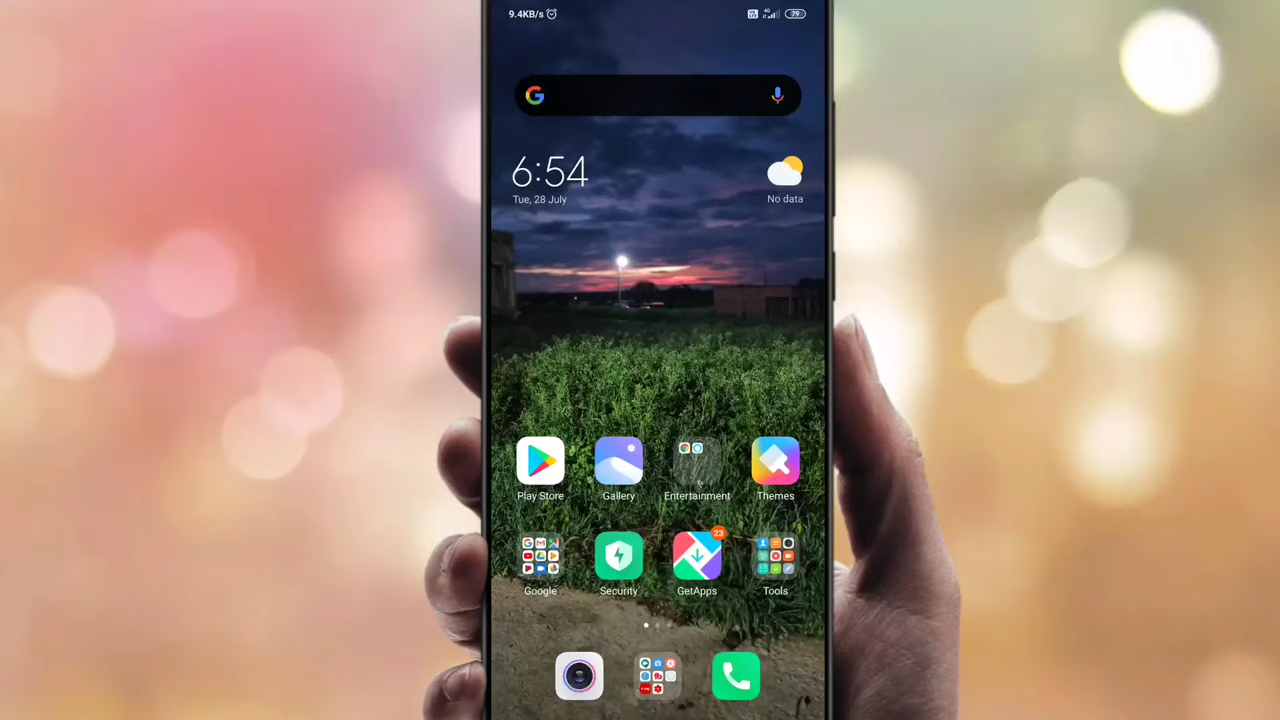 9.4KB/s
4G
79
6:54
Tue, 28 July
No data
Play Store
Gallery
Entertainment
Themes
23
Google
Security
GetApps
Tools